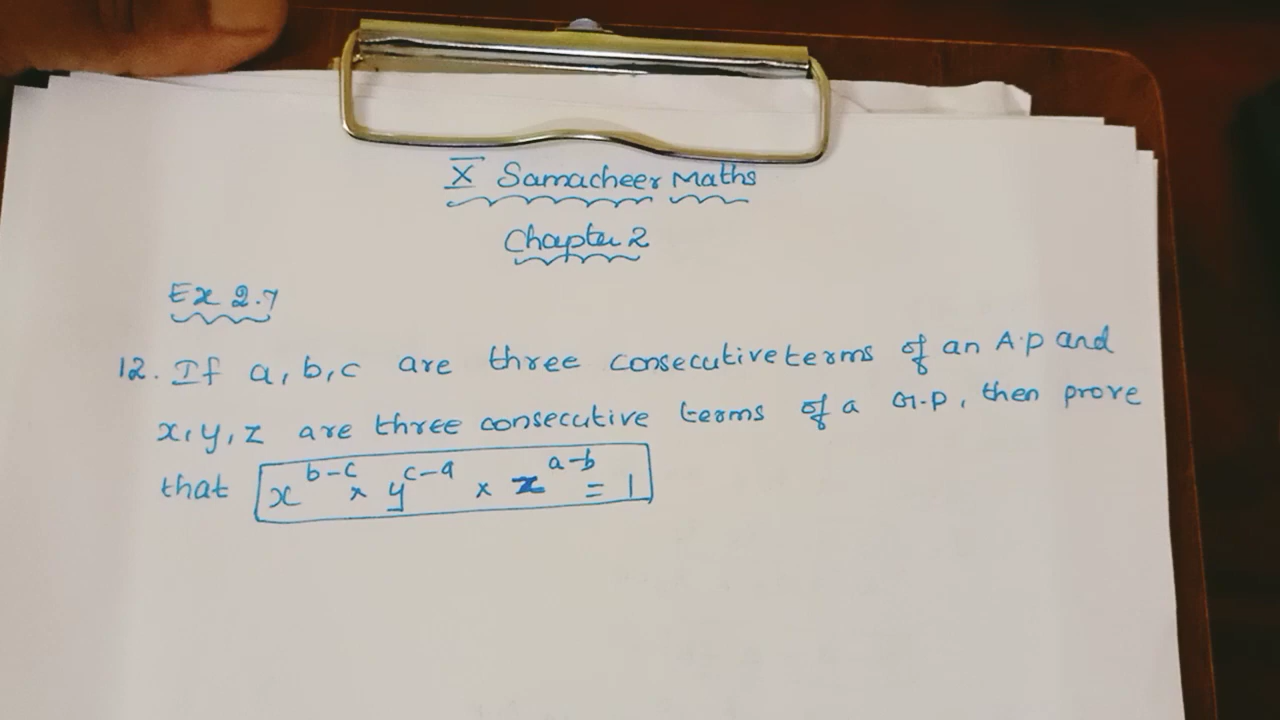 X Samacheer Maths
Chapter 2
Ex 2.7
12. If a, b, c are three consecutive terms of an A.P and
x, y, z are three consecutive terms of a G.P, then prove
that x^{b-c} × y^{c-a} × z^{a-b} = 1